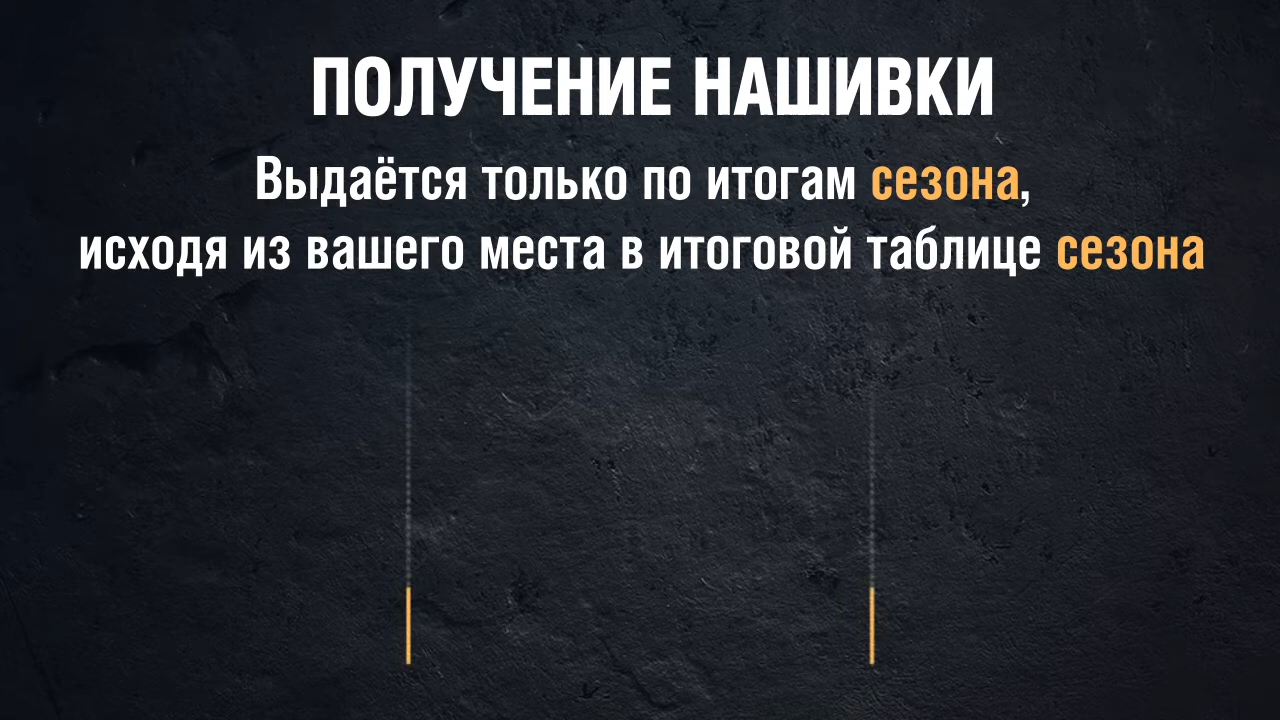 ПОЛУЧЕНИЕ НАШИВКИ
Выдаётся только по итогам сезона,
исходя из вашего места в итоговой таблице сезона